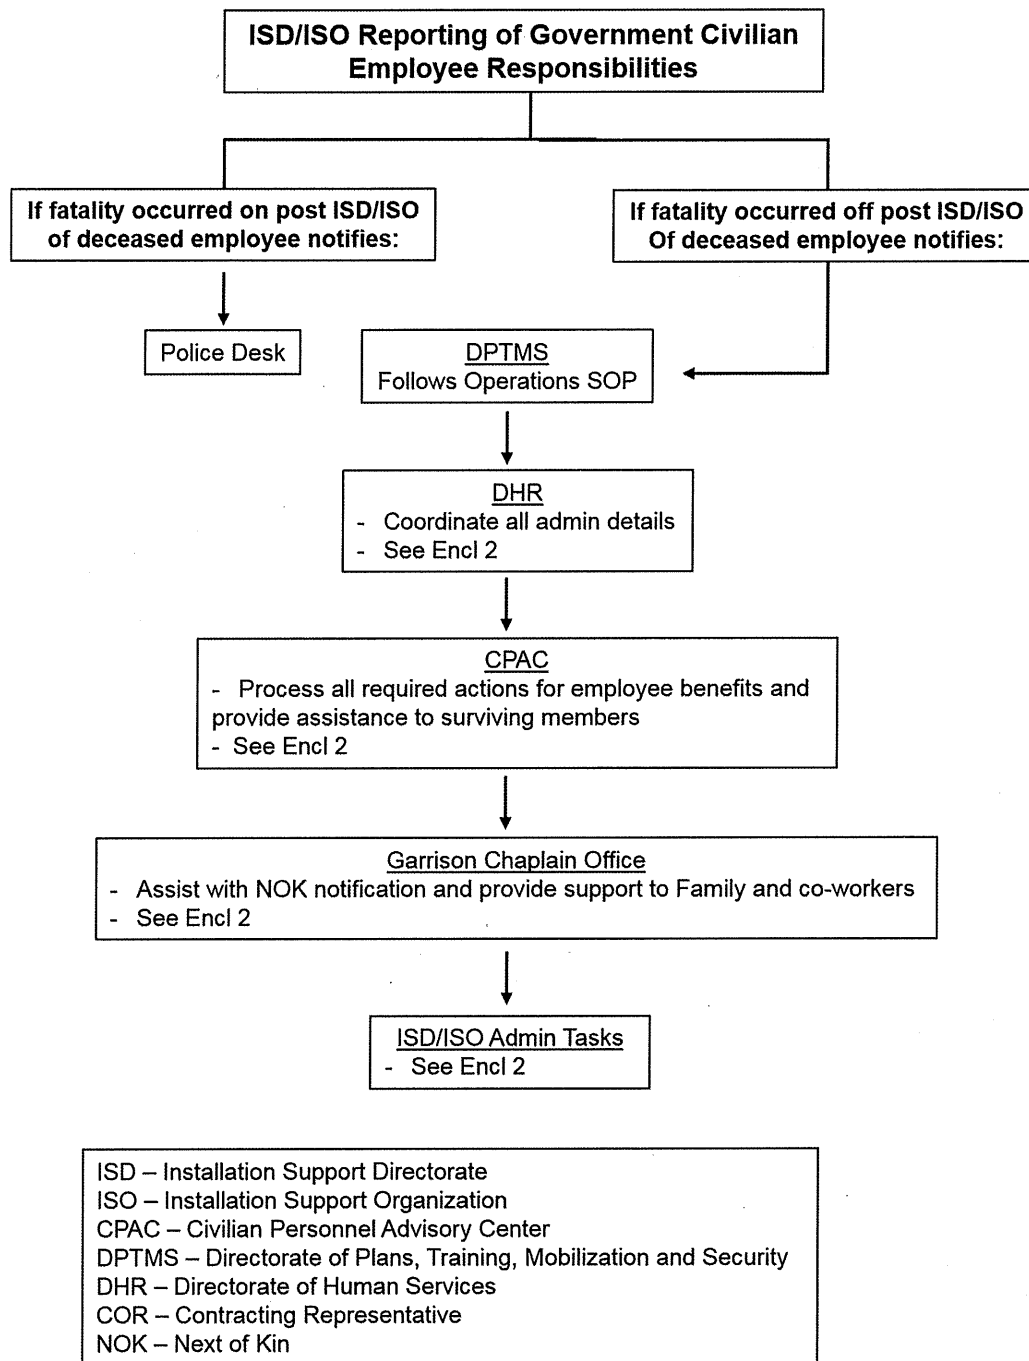 ISD/ISO Reporting of Government Civilian
Employee Responsibilities
If fatality occurred on post ISD/ISO
of deceased employee notifies:
If fatality occurred off post ISD/ISO
Of deceased employee notifies:
Police Desk
DPTMS
Follows Operations SOP
DHR
- Coordinate all admin details
- See Encl 2
CPAC
- Process all required actions for employee benefits and
provide assistance to surviving members
- See Encl 2
Garrison Chaplain Office
- Assist with NOK notification and provide support to Family and co-workers
- See Encl 2
ISD/ISO Admin Tasks
- See Encl 2
ISD – Installation Support Directorate
ISO – Installation Support Organization
CPAC – Civilian Personnel Advisory Center
DPTMS – Directorate of Plans, Training, Mobilization and Security
DHR – Directorate of Human Services
COR – Contracting Representative
NOK – Next of Kin